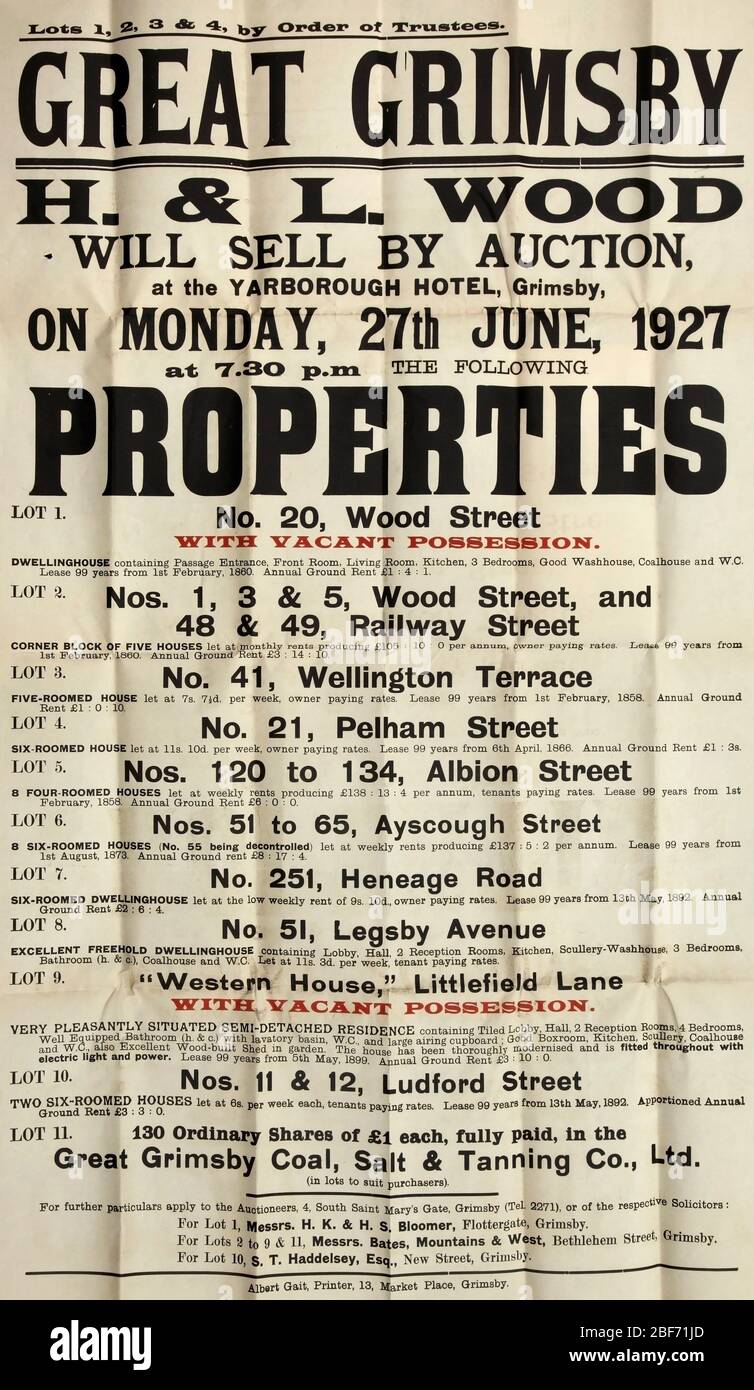 Lots 1, 2, 3 & 4, by Order of Trustees.
GREAT GRIMSBY
H. & L. WOOD
WILL SELL BY AUCTION,
at the YARBOROUGH HOTEL, Grimsby,
ON MONDAY, 27th JUNE, 1927
at 7.30 p.m THE FOLLOWING
PROPERTIES
LOT 1. No. 20, Wood Street
WITH VACANT POSSESSION.
DWELLINGHOUSE containing Passage Entrance, Front Room, Living Room, Kitchen, 3 Bedrooms, Good Washhouse, Coalhouse and W.C.
Lease 99 years from 1st February, 1860. Annual Ground Rent £1 : 4 : 1.
LOT 2. Nos. 1, 3 & 5, Wood Street, and
48 & 49, Railway Street
CORNER BLOCK OF FIVE HOUSES let at monthly rents producing £105 : 10 : 0 per annum, owner paying rates. Lease 99 years from
1st February, 1860. Annual Ground Rent £3 : 14 : 10.
LOT 3. No. 41, Wellington Terrace
FIVE-ROOMED HOUSE let at 7s. 7½d. per week, owner paying rates. Lease 99 years from 1st February, 1858. Annual Ground
Rent £1 : 0 : 10.
LOT 4. No. 21, Pelham Street
SIX-ROOMED HOUSE let at 11s. 10d. per week, owner paying rates. Lease 99 years from 6th April, 1866. Annual Ground Rent £1 : 3s.
LOT 5. Nos. 120 to 134, Albion Street
8 FOUR-ROOMED HOUSES let at weekly rents producing £138 : 13 : 4 per annum, tenants paying rates. Lease 99 years from 1st
February, 1858. Annual Ground Rent £6 : 0 : 0.
LOT 6. Nos. 51 to 65, Ayscough Street
8 SIX-ROOMED HOUSES (No. 55 being decontrolled) let at weekly rents producing £137 : 5 : 2 per annum. Lease 99 years from
1st August, 1873. Annual Ground rent £8 : 17 : 4.
LOT 7. No. 251, Heneage Road
SIX-ROOMED DWELLINGHOUSE let at the low weekly rent of 9s. 10d., owner paying rates. Lease 99 years from 13th May, 1892. Annual
Ground Rent £2 : 6 : 4.
LOT 8. No. 51, Legsby Avenue
EXCELLENT FREEHOLD DWELLINGHOUSE containing Lobby, Hall, 2 Reception Rooms, Kitchen, Scullery-Washhouse, 3 Bedrooms,
Bathroom (h. & c.), Coalhouse and W.C. Let at 11s. 3d. per week, tenant paying rates.
LOT 9. "Western House," Littlefield Lane
WITH VACANT POSSESSION.
VERY PLEASANTLY SITUATED SEMI-DETACHED RESIDENCE containing Tiled Lobby, Hall, 2 Reception Rooms, 4 Bedrooms,
Well Equipped Bathroom (h. & c.) with lavatory basin, W.C., and large airing cupboard ; Good Boxroom, Kitchen, Scullery, Coalhouse
and W.C., also Excellent Wood-built Shed in garden. The house has been thoroughly modernised and is fitted throughout with
electric light and power. Lease 99 years from 5th May, 1899. Annual Ground Rent £3 : 10 : 0.
LOT 10. Nos. 11 & 12, Ludford Street
TWO SIX-ROOMED HOUSES let at 6s. per week each, tenants paying rates. Lease 99 years from 13th May, 1892. Apportioned Annual
Ground Rent £3 : 3 : 0.
LOT 11. 130 Ordinary Shares of £1 each, fully paid, in the
Great Grimsby Coal, Salt & Tanning Co., Ltd.
(in lots to suit purchasers).
For further particulars apply to the Auctioneers, 4, South Saint Mary's Gate, Grimsby (Tel. 2271), or of the respective Solicitors :
For Lot 1, Messrs. H. K. & H. S. Bloomer, Flottergate, Grimsby.
For Lots 2 to 9 & 11, Messrs. Bates, Mountains & West, Bethlehem Street, Grimsby.
For Lot 10, S. T. Haddelsey, Esq., New Street, Grimsby.
Albert Gait, Printer, 13, Market Place, Grimsby.
alamy
alamy
Image ID: 2BF71JD
www.alamy.com